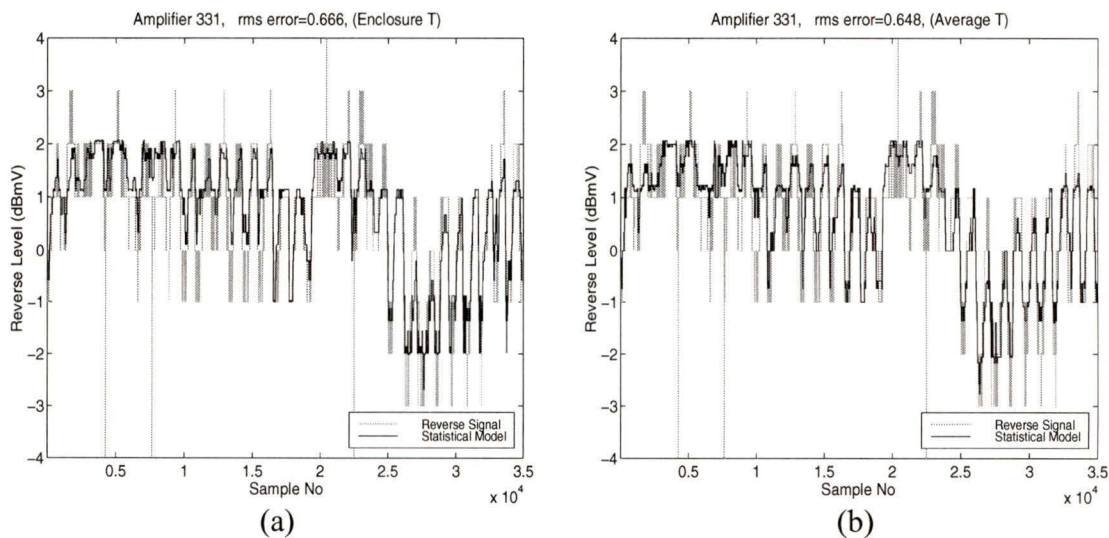 Amplifier 331, rms error=0.666, (Enclosure T)
4
3
2
1
0
−1
−2
−3
−4
Reverse Level (dBmV)
Reverse Signal
Statistical Model
0
0.5
1
1.5
2
2.5
3
3.5
Sample No
x 10^4
(a)
Amplifier 331, rms error=0.648, (Average T)
4
3
2
1
0
−1
−2
−3
−4
Reverse Level (dBmV)
Reverse Signal
Statistical Model
0
0.5
1
1.5
2
2.5
3
3.5
Sample No
x 10^4
(b)